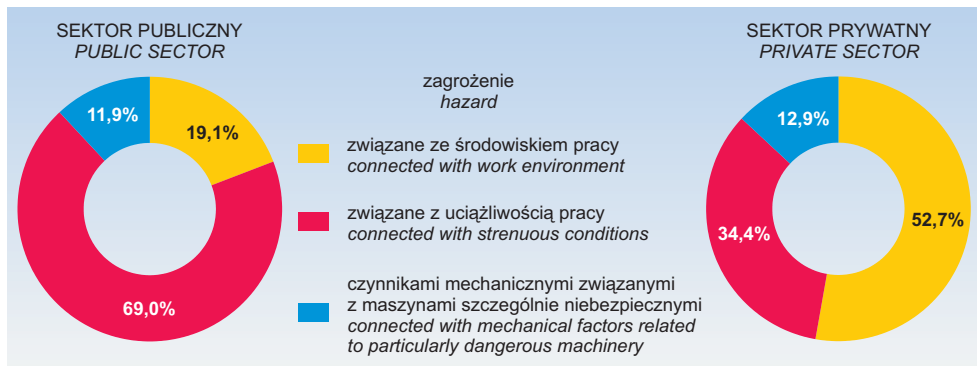 SEKTOR PUBLICZNY
PUBLIC SECTOR
11,9%
19,1%
69,0%
zagrożenie
hazard
związane ze środowiskiem pracy
connected with work environment
związane z uciążliwością pracy
connected with strenuous conditions
czynnikami mechanicznymi związanymi
z maszynami szczególnie niebezpiecznymi
connected with mechanical factors related
to particularly dangerous machinery
SEKTOR PRYWATNY
PRIVATE SECTOR
12,9%
34,4%
52,7%